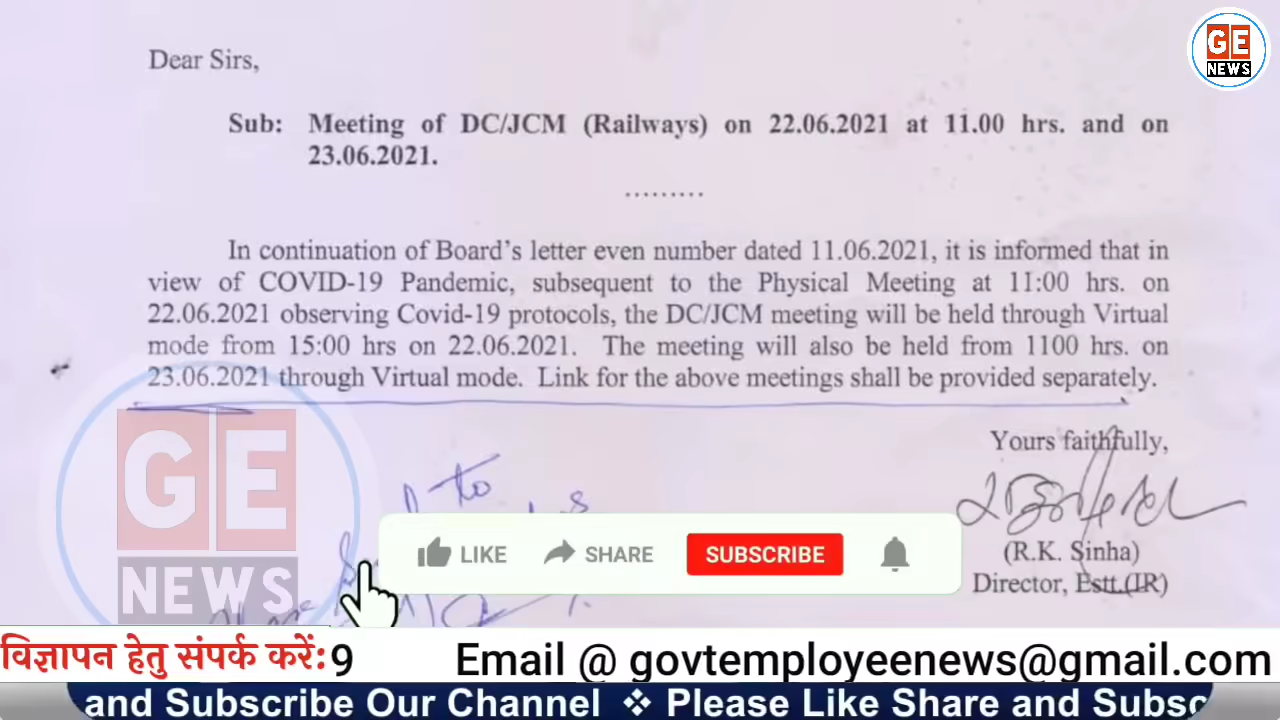 GE
NEWS
Dear Sirs,
Sub: Meeting of DC/JCM (Railways) on 22.06.2021 at 11.00 hrs. and on
23.06.2021.
.........
In continuation of Board's letter even number dated 11.06.2021, it is informed that in
view of COVID-19 Pandemic, subsequent to the Physical Meeting at 11:00 hrs. on
22.06.2021 observing Covid-19 protocols, the DC/JCM meeting will be held through Virtual
mode from 15:00 hrs on 22.06.2021. The meeting will also be held from 1100 hrs. on
23.06.2021 through Virtual mode. Link for the above meetings shall be provided separately.
Yours faithfully,
GE
NEWS
to
(R.K. Sinha)
Director, Estt.(IR)
LIKE SHARE SUBSCRIBE
विज्ञापन हेतु संपर्क करें: 9 Email @ govtemployeenews@gmail.com
and Subscribe Our Channel ❖ Please Like Share and Subsc